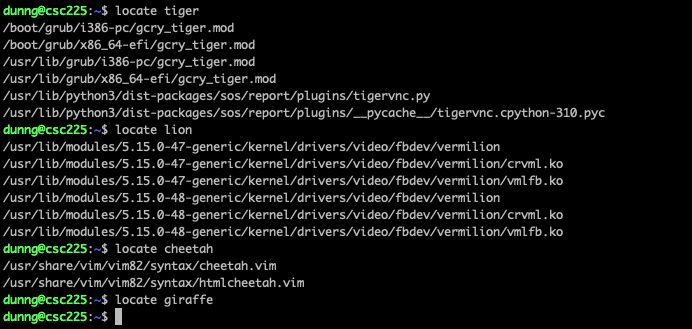 dunng@csc225:~$ locate tiger
/boot/grub/i386-pc/gcry_tiger.mod
/boot/grub/x86_64-efi/gcry_tiger.mod
/usr/lib/grub/i386-pc/gcry_tiger.mod
/usr/lib/grub/x86_64-efi/gcry_tiger.mod
/usr/lib/python3/dist-packages/sos/report/plugins/tigervnc.py
/usr/lib/python3/dist-packages/sos/report/plugins/__pycache__/tigervnc.cpython-310.pyc
dunng@csc225:~$ locate lion
/usr/lib/modules/5.15.0-47-generic/kernel/drivers/video/fbdev/vermilion
/usr/lib/modules/5.15.0-47-generic/kernel/drivers/video/fbdev/vermilion/crvml.ko
/usr/lib/modules/5.15.0-47-generic/kernel/drivers/video/fbdev/vermilion/vmlfb.ko
/usr/lib/modules/5.15.0-48-generic/kernel/drivers/video/fbdev/vermilion
/usr/lib/modules/5.15.0-48-generic/kernel/drivers/video/fbdev/vermilion/crvml.ko
/usr/lib/modules/5.15.0-48-generic/kernel/drivers/video/fbdev/vermilion/vmlfb.ko
dunng@csc225:~$ locate cheetah
/usr/share/vim/vim82/syntax/cheetah.vim
/usr/share/vim/vim82/syntax/htmlcheetah.vim
dunng@csc225:~$ locate giraffe
dunng@csc225:~$